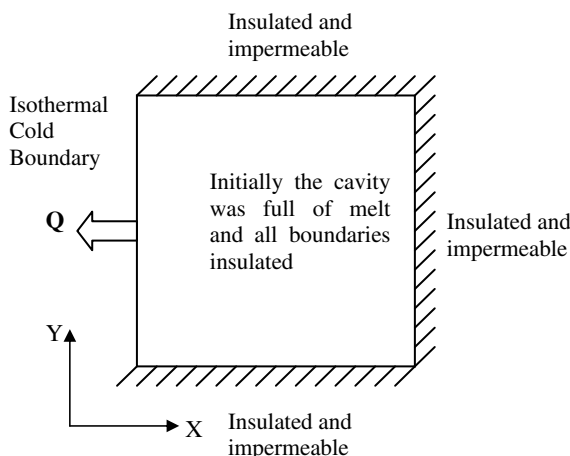 Insulated and
impermeable
Isothermal
Cold
Boundary
Initially the cavity
was full of melt
and all boundaries
insulated
Q
Insulated and
impermeable
Y
X
Insulated and
impermeable